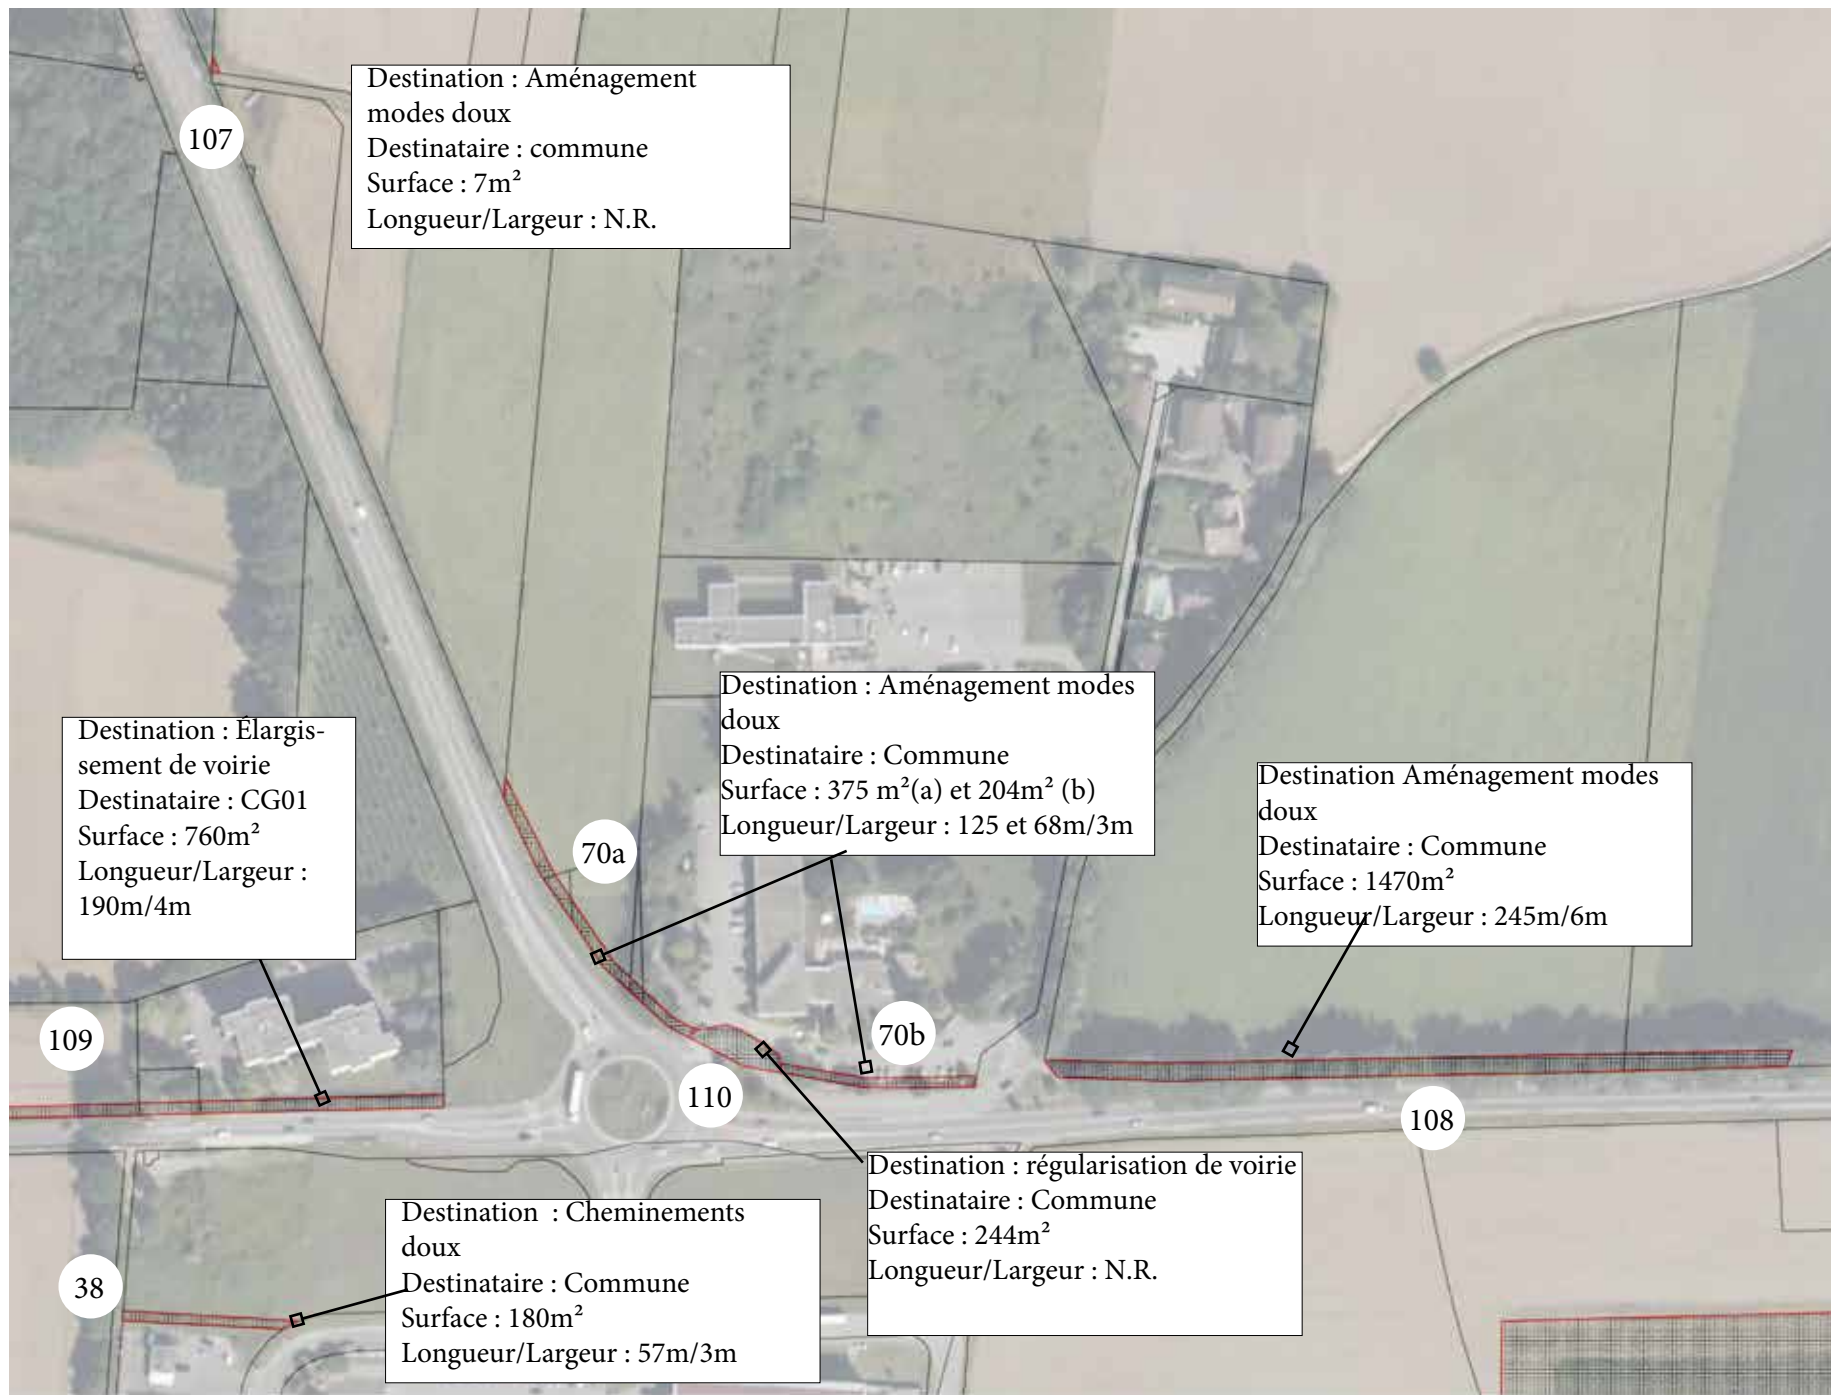 107
Destination : Aménagement
modes doux
Destinataire : commune
Surface : 7m²
Longueur/Largeur : N.R.
Destination : Aménagement modes
doux
Destinataire : Commune
Surface : 375 m²(a) et 204m² (b)
Longueur/Largeur : 125 et 68m/3m
Destination : Élargis-
sement de voirie
Destinataire : CG01
Surface : 760m²
Longueur/Largeur :
190m/4m
Destination Aménagement modes
doux
Destinataire : Commune
Surface : 1470m²
Longueur/Largeur : 245m/6m
70a
109
70b
110
108
Destination : régularisation de voirie
Destinataire : Commune
Surface : 244m²
Longueur/Largeur : N.R.
38
Destination  : Cheminements
doux
Destinataire : Commune
Surface : 180m²
Longueur/Largeur : 57m/3m